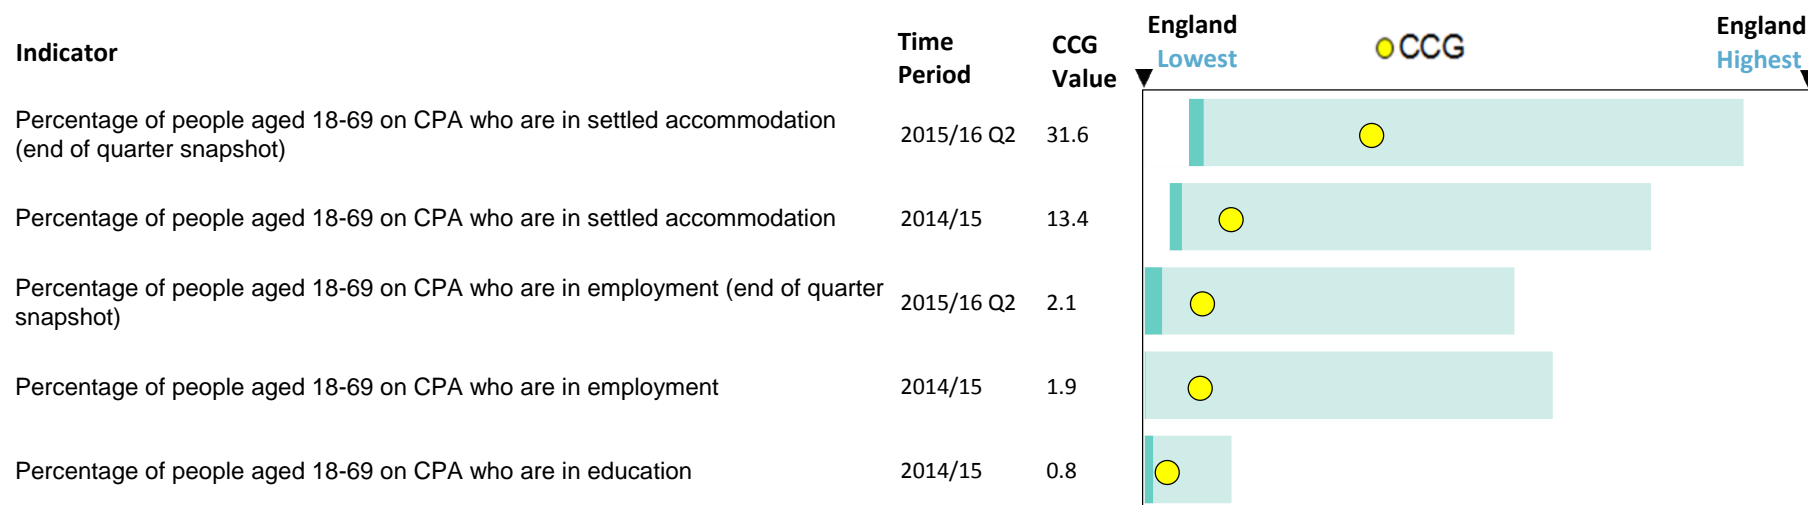 Indicator
Time
Period
CCG
Value
England
Lowest
CCG
England
Highest
Percentage of people aged 18-69 on CPA who are in settled accommodation
(end of quarter snapshot)
2015/16 Q2
31.6
Percentage of people aged 18-69 on CPA who are in settled accommodation
2014/15
13.4
Percentage of people aged 18-69 on CPA who are in employment (end of quarter
snapshot)
2015/16 Q2
2.1
Percentage of people aged 18-69 on CPA who are in employment
2014/15
1.9
Percentage of people aged 18-69 on CPA who are in education
2014/15
0.8